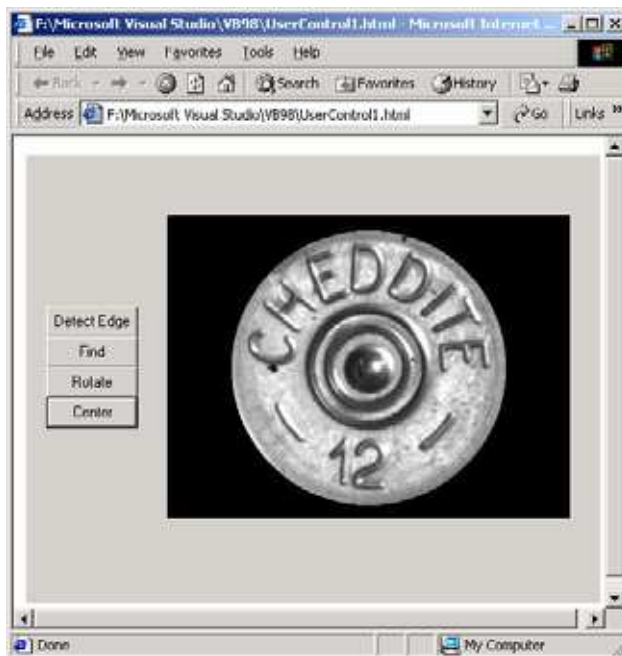 F:\Microsoft Visual Studio\VB98\UserControl1.html - Microsoft Internet ...
File Edit View Favorites Tools Help
Back Search Favorites History
Address F:\Microsoft Visual Studio\VB98\UserControl1.html Go Links »
CHEDDITE
12
Detect Edge
Find
Rotate
Center
Done My Computer